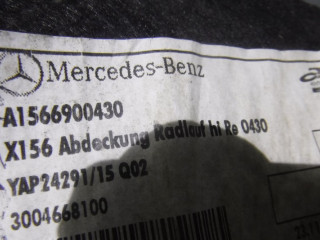 Mercedes-Benz
A1566900430
X156 Abdeckung Radlauf hi Re 0430
YAP24291/15 Q02
3004668100